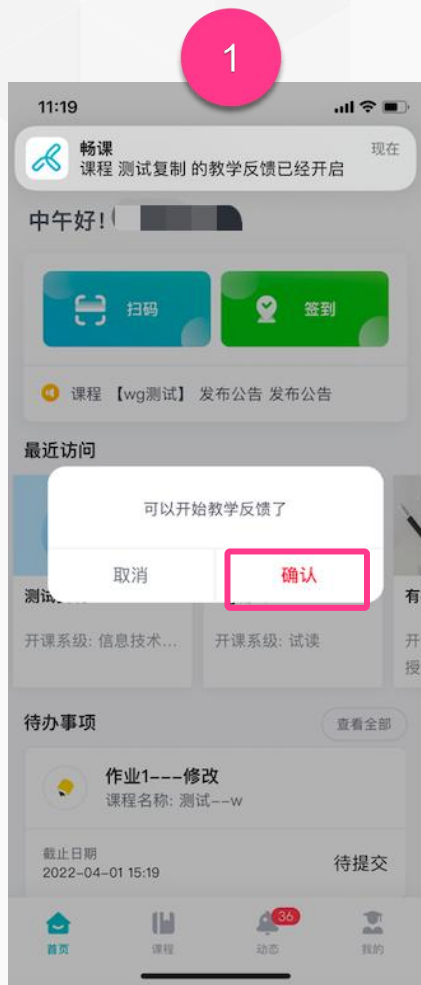 1
11:19
畅课
现在
课程 测试复制 的教学反馈已经开启
中午好!
扫码
签到
课程 【wg测试】 发布公告 发布公告
最近访问
可以开始教学反馈了
取消
确认
测试
有
开课系级: 信息技术...
开课系级: 试读
开
授
待办事项
查看全部
作业1---修改
课程名称: 测试--w
截止日期
2022-04-01 15:19
待提交
36
首页
课程
动态
我的